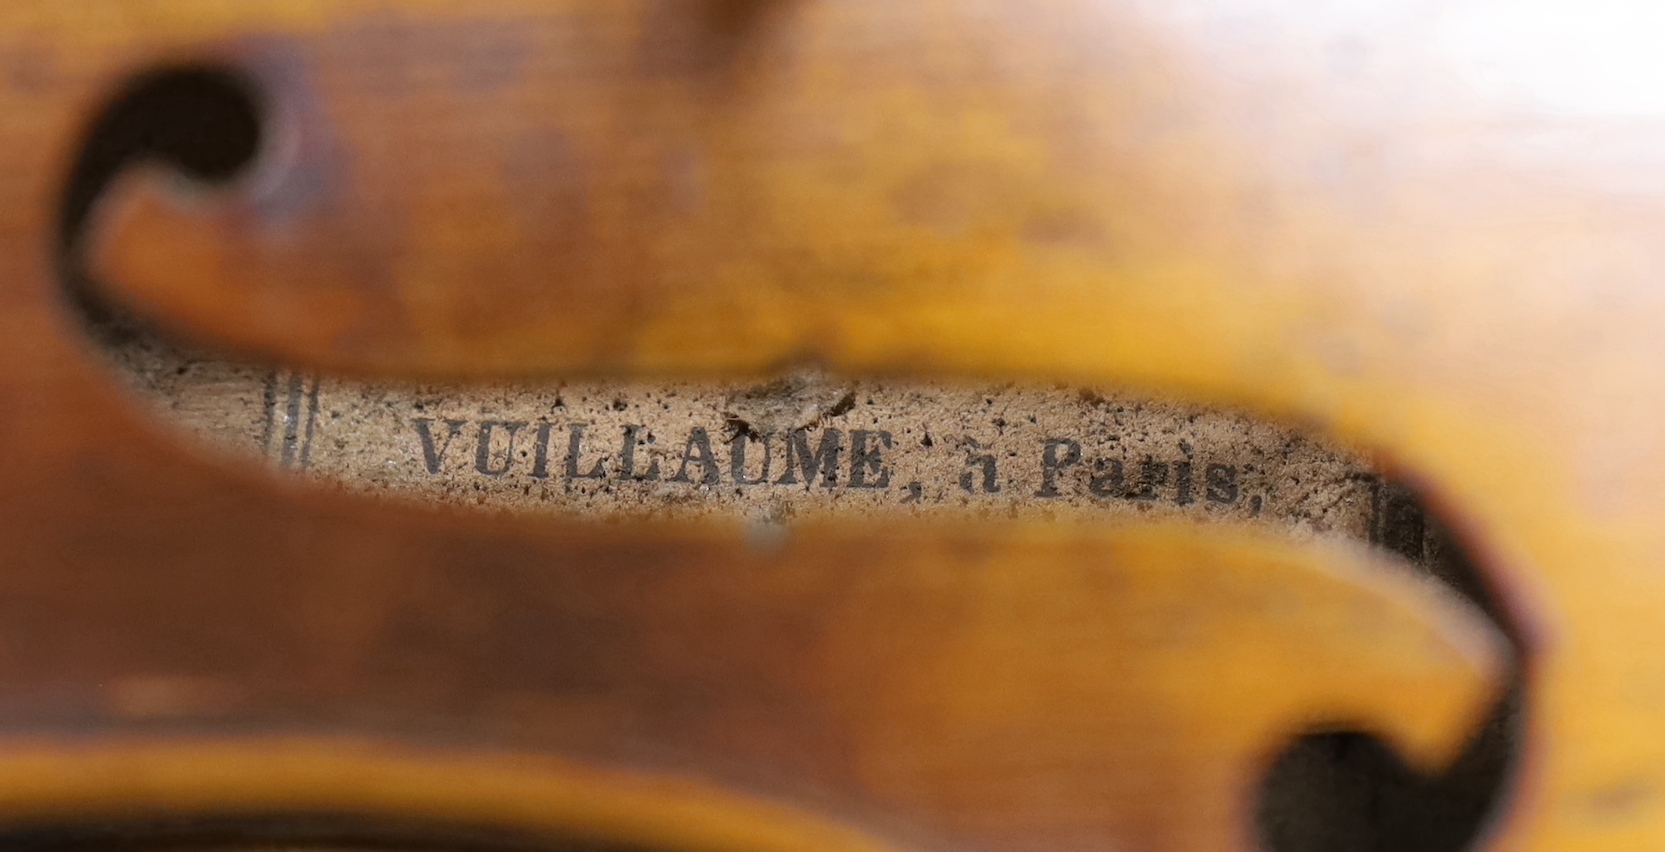 VUILLAUME, à Paris,